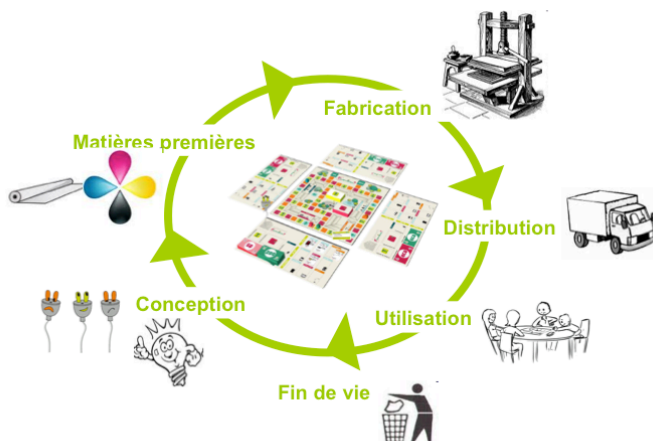 Fabrication
Matières premières
Distribution
Conception
Utilisation
Fin de vie